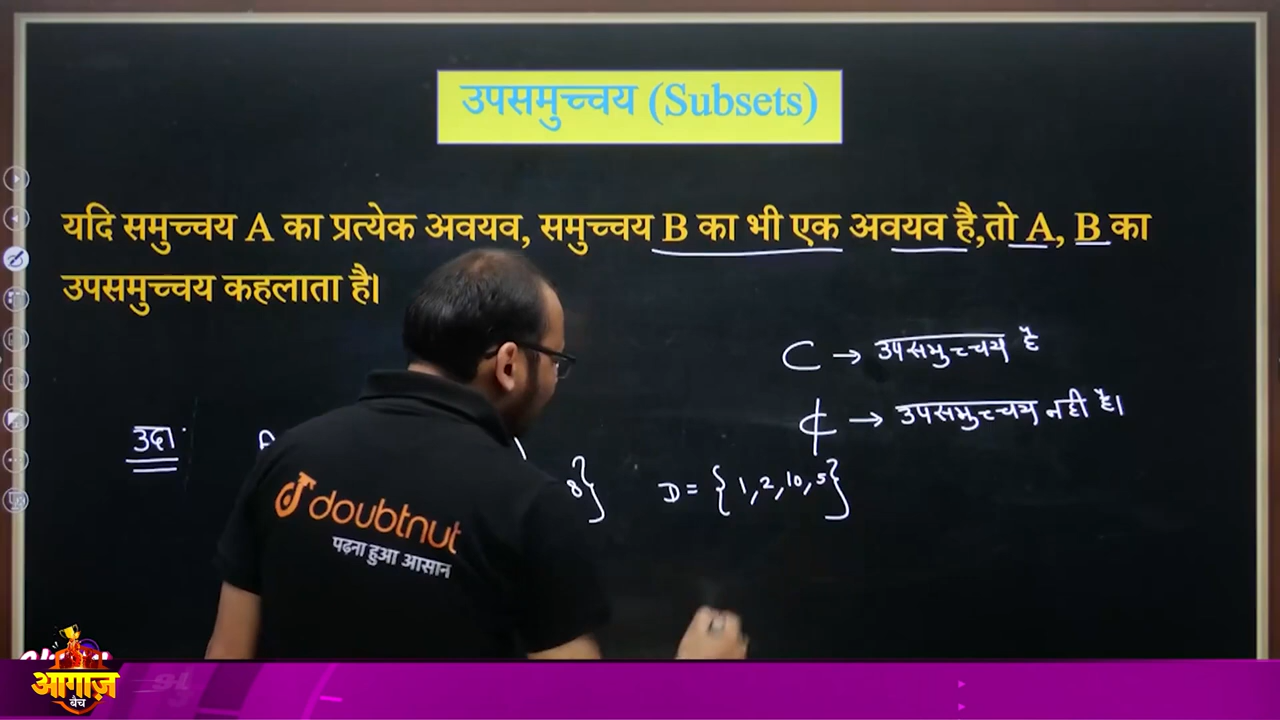 उपसमुच्चय (Subsets)
यदि समुच्चय A का प्रत्येक अवयव, समुच्चय B का भी एक अवयव है,तो A, B का
उपसमुच्चय कहलाता है।
⊂ → उपसमुच्चय है
⊄ → उपसमुच्चय नही है।
उदा॰
8} D = {1, 2, 10, 5}
doubtnut
पढ़ना हुआ आसान
आगाज़
बैच